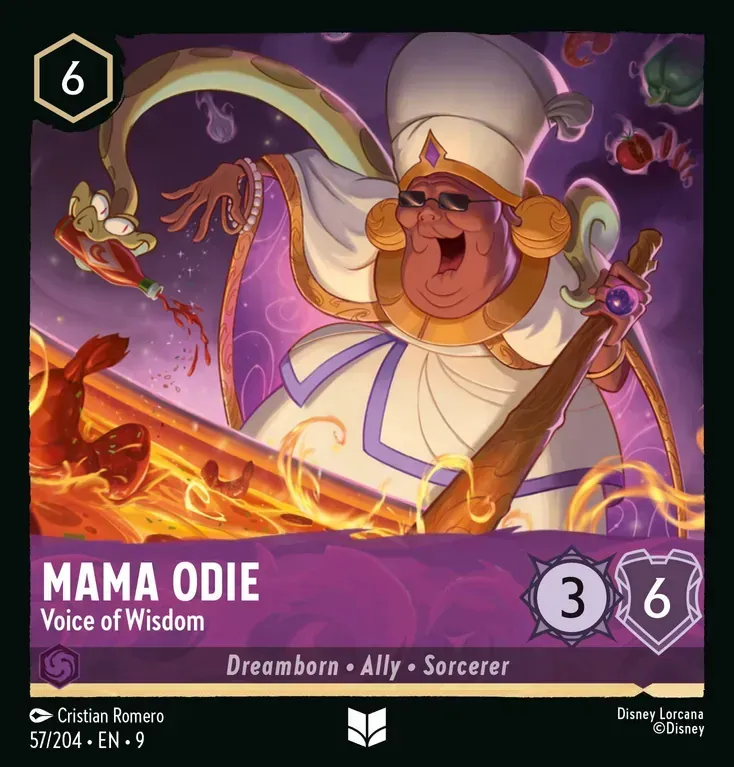 6
MAMA ODIE
Voice of Wisdom
3
6
Dreamborn • Ally • Sorcerer
Cristian Romero
57/204 • EN • 9
Disney Lorcana
©Disney